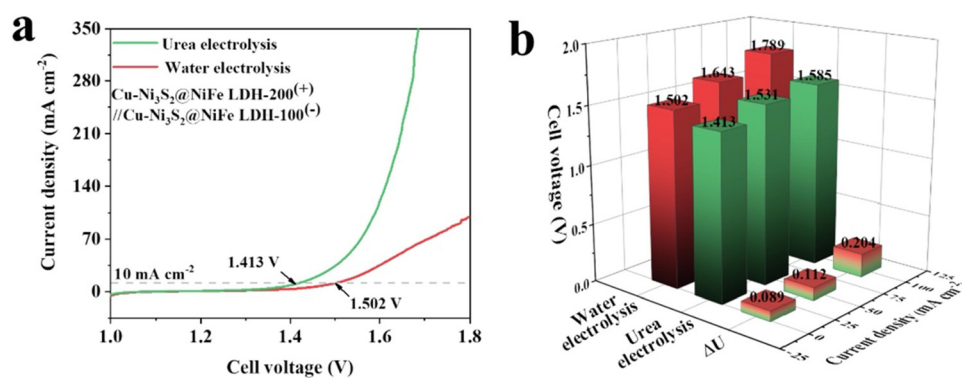 a
Urea electrolysis
Water electrolysis
Cu-Ni₃S₂@NiFe LDH-200⁽⁺⁾
//Cu-Ni₃S₂@NiFe LDH-100⁽⁻⁾
350
280
210
140
70
0
Current density (mA cm⁻²)
10 mA cm⁻²
1.413 V
1.502 V
1.0
1.2
1.4
1.6
1.8
Cell voltage (V)
b
2.0
1.5
1.0
0.5
0.0
Cell voltage (V)
1.502
1.643
1.789
1.413
1.531
1.585
0.089
0.112
0.204
Water
electrolysis
Urea
electrolysis
ΔU
-25
0
25
50
75
100
125
Current density (mA cm⁻²)